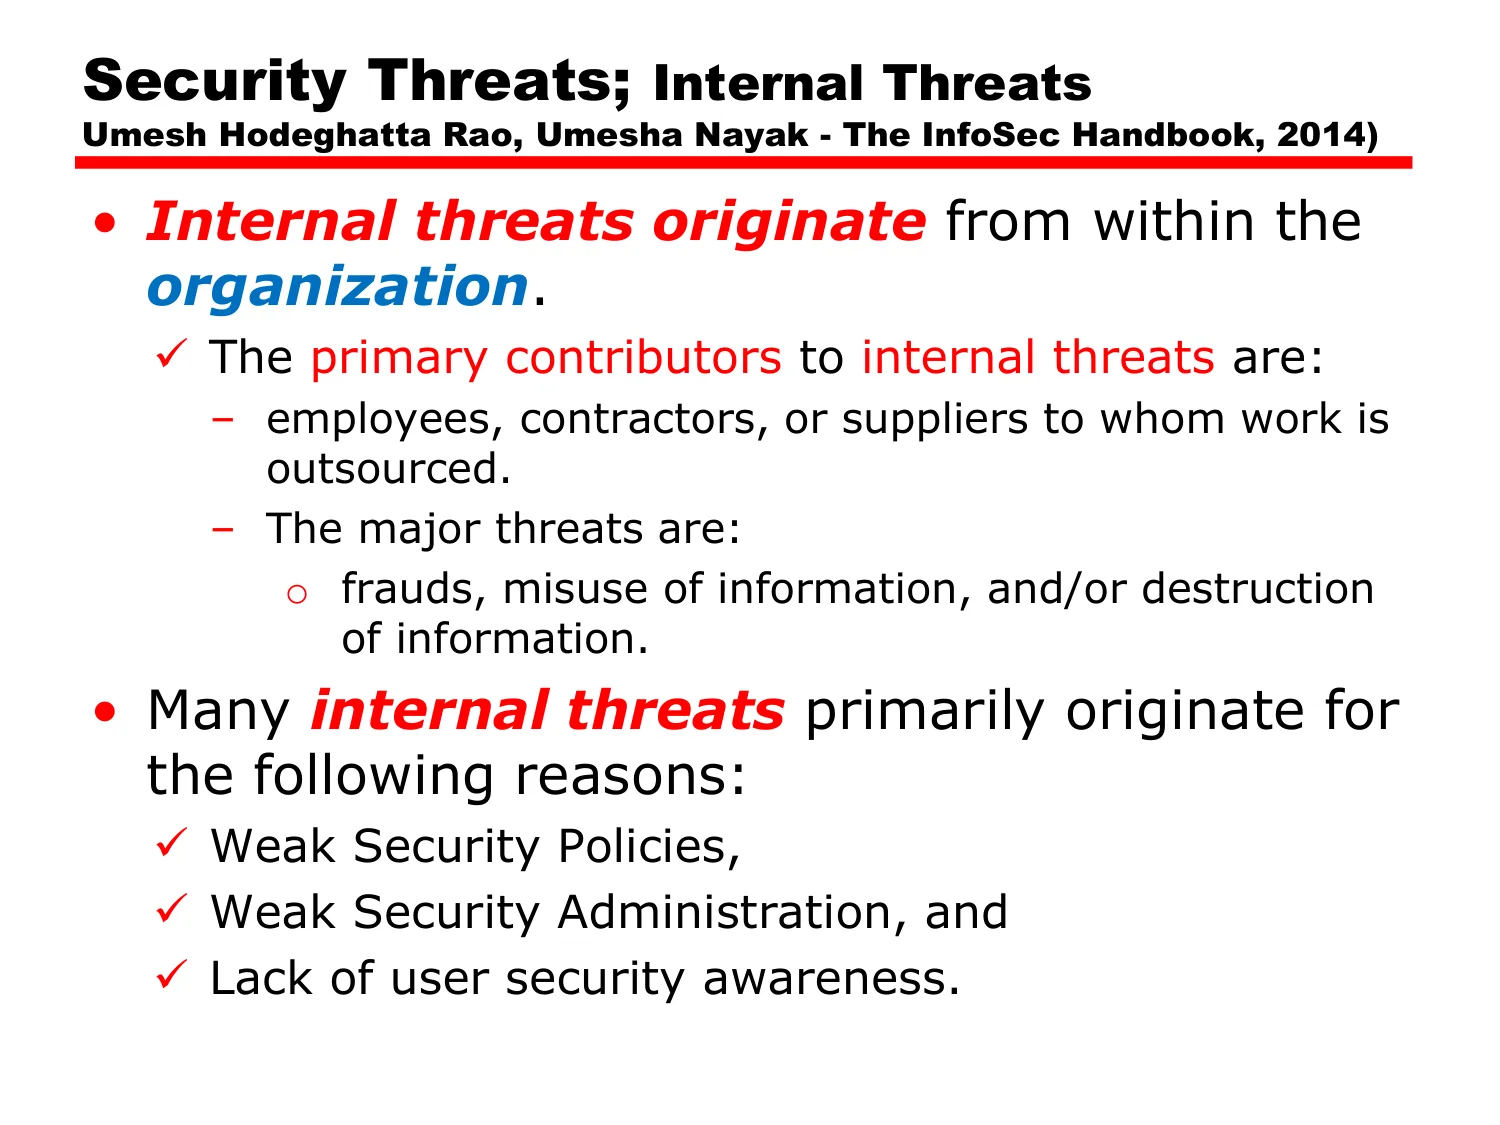 Security Threats; Internal Threats
Umesh Hodeghatta Rao, Umesha Nayak - The InfoSec Handbook, 2014)
• Internal threats originate from within the
organization.
✓ The primary contributors to internal threats are:
– employees, contractors, or suppliers to whom work is
outsourced.
– The major threats are:
o frauds, misuse of information, and/or destruction
of information.
• Many internal threats primarily originate for
the following reasons:
✓ Weak Security Policies,
✓ Weak Security Administration, and
✓ Lack of user security awareness.